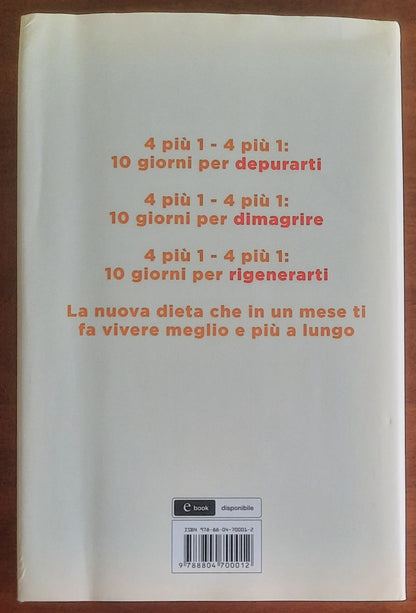 4 più 1 - 4 più 1:
10 giorni per depurarti
4 più 1 - 4 più 1:
10 giorni per dimagrire
4 più 1 - 4 più 1:
10 giorni per rigenerarti
La nuova dieta che in un mese ti
fa vivere meglio e più a lungo
e book disponibile
ISBN 978-88-04-70001-2
9 788804 700012